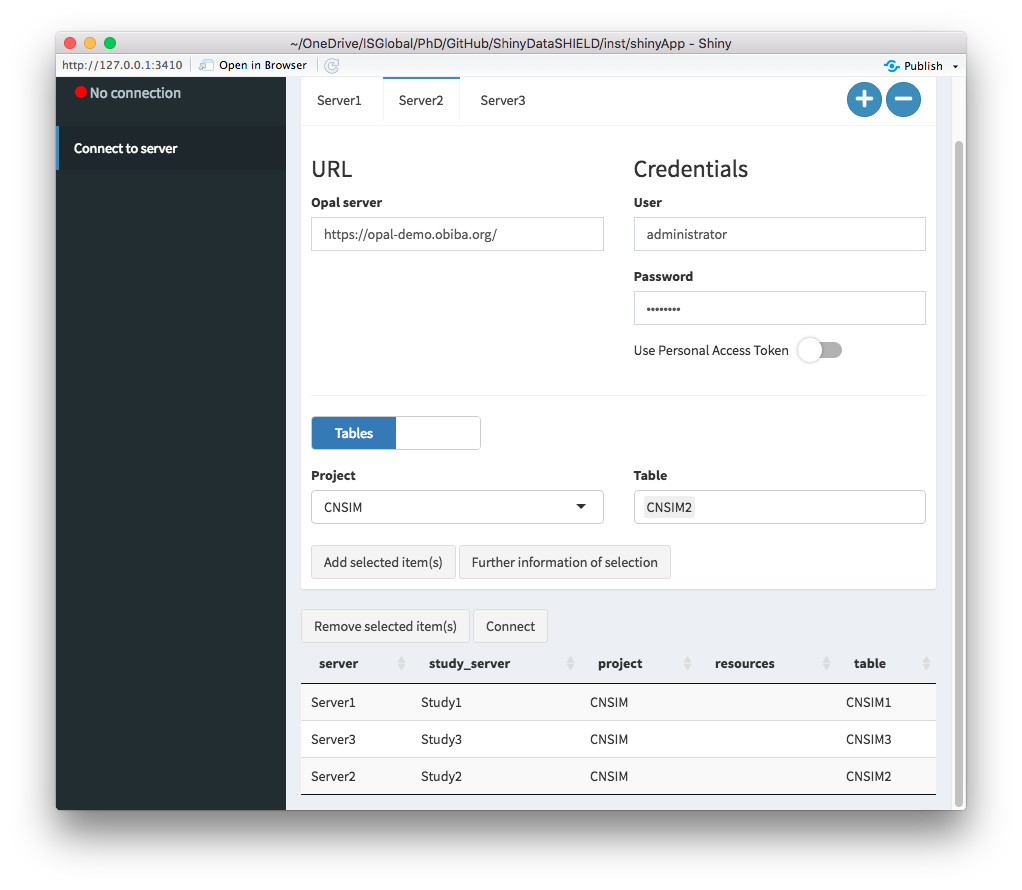 ~/OneDrive/ISGlobal/PhD/GitHub/ShinyDataSHIELD/inst/shinyApp - Shiny
http://127.0.0.1:3410 Open in Browser Publish
No connection
Connect to server
Server1 Server2 Server3
URL Credentials
Opal server User
https://opal-demo.obiba.org/ administrator
Password
••••••••
Use Personal Access Token
Tables
Project Table
CNSIM CNSIM2
Add selected item(s) Further information of selection
Remove selected item(s) Connect
server study_server project resources table
Server1 Study1 CNSIM CNSIM1
Server3 Study3 CNSIM CNSIM3
Server2 Study2 CNSIM CNSIM2